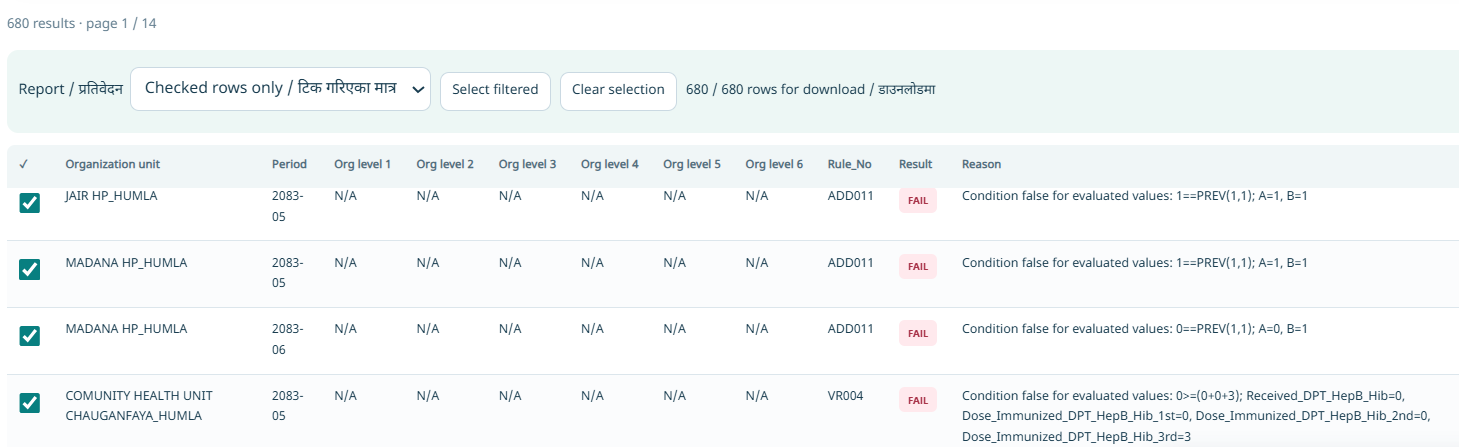 680 results · page 1 / 14
Report / प्रतिवेदन Checked rows only / टिक गरिएका मात्र Select filtered Clear selection 680 / 680 rows for download / डाउनलोडमा
✓ Organization unit Period Org level 1 Org level 2 Org level 3 Org level 4 Org level 5 Org level 6 Rule_No Result Reason
JAIR HP_HUMLA 2083- N/A N/A N/A N/A N/A N/A ADD011 FAIL Condition false for evaluated values: 1==PREV(1,1); A=1, B=1
05
MADANA HP_HUMLA 2083- N/A N/A N/A N/A N/A N/A ADD011 FAIL Condition false for evaluated values: 1==PREV(1,1); A=1, B=1
05
MADANA HP_HUMLA 2083- N/A N/A N/A N/A N/A N/A ADD011 FAIL Condition false for evaluated values: 0==PREV(1,1); A=0, B=1
06
COMUNITY HEALTH UNIT 2083- N/A N/A N/A N/A N/A N/A VR004 FAIL Condition false for evaluated values: 0>=(0+0+3); Received_DPT_HepB_Hib=0,
CHAUGANFAYA_HUMLA 05 Dose_Immunized_DPT_HepB_Hib_1st=0, Dose_Immunized_DPT_HepB_Hib_2nd=0,
Dose_Immunized_DPT_HepB_Hib_3rd=3